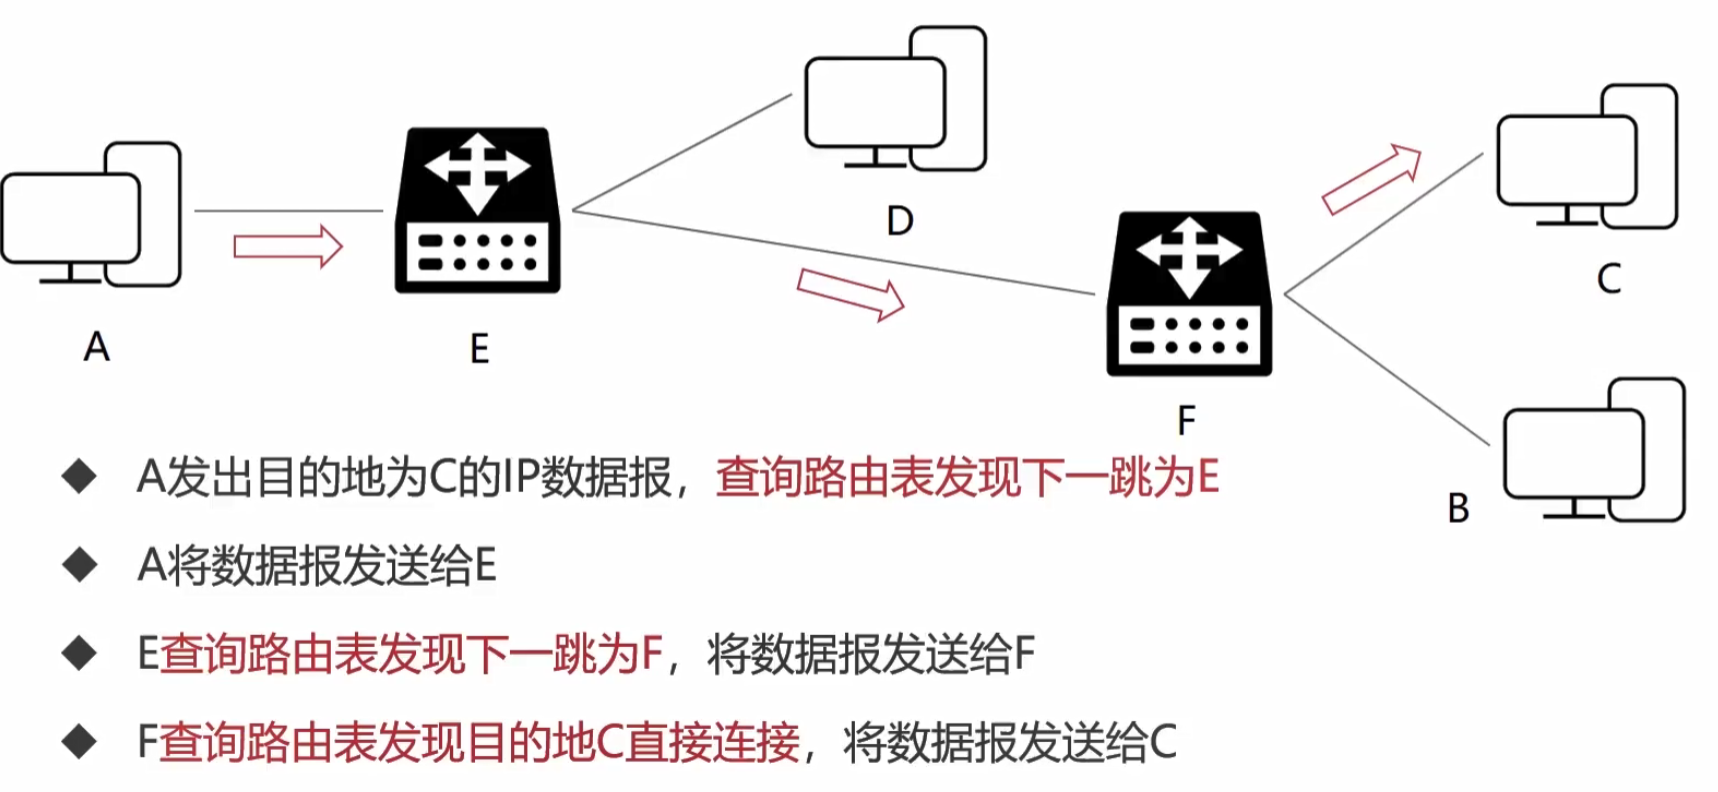 D
C
A
E
F
B
◆ A发出目的地为C的IP数据报，查询路由表发现下一跳为E
◆ A将数据报发送给E
◆ E查询路由表发现下一跳为F，将数据报发送给F
◆ F查询路由表发现目的地C直接连接，将数据报发送给C